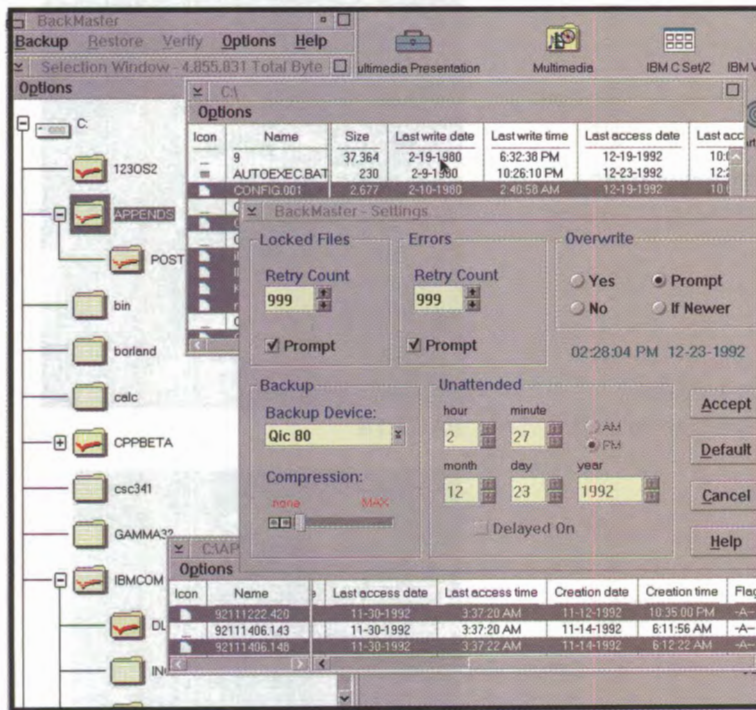 BackMaster
Backup Restore Verify Options Help
Selection Window - 4,855,831 Total Byte
ultimedia Presentation
Multimedia
IBM C Set/2
IBM V
Options
C:
123OS2
APPENDS
POST
bin
borland
calc
CPPBETA
csc341
GAMMA32
IBMCOM
DL
C:\
Options
Icon Name Size Last write date Last write time Last access date Last acc
9 37,364 2-19-1980 6:32:38 PM 12-19-1992
AUTOEXEC.BAT 230 2-9-1980 10:26:10 PM 12-23-1992
CONFIG.001 2,677 2-10-1980 2:40:58 AM 12-19-1992
BackMaster - Settings
Locked Files
Retry Count
999
Prompt
Errors
Retry Count
999
Prompt
Overwrite
Yes Prompt
No If Newer
02:28:04 PM 12-23-1992
Backup
Backup Device:
Qic 80
Compression:
none MAX
Unattended
hour minute
2 27 AM
PM
month day year
12 23 1992
Delayed On
Accept
Default
Cancel
Help
C:\AP
Options
Icon Name Last access date Last access time Creation date Creation time Flag
92111222.420 11-30-1992 3:37:20 AM 11-12-1992 10:35:00 PM -A-
92111406.143 11-30-1992 3:37:20 AM 11-14-1992 6:11:56 AM -A-
92111406.148 11-30-1992 3:37:22 AM 11-14-1992 6:12:22 AM -A-